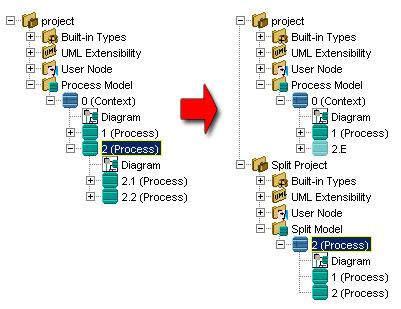 project
Built-in Types
UML Extensibility
User Node
Process Model
0 (Context)
Diagram
1 (Process)
2 (Process)
Diagram
2.1 (Process)
2.2 (Process)
project
Built-in Types
UML Extensibility
User Node
Process Model
0 (Context)
Diagram
1 (Process)
2.E
Split Project
Built-in Types
UML Extensibility
User Node
Split Model
2 (Process)
Diagram
1 (Process)
2 (Process)